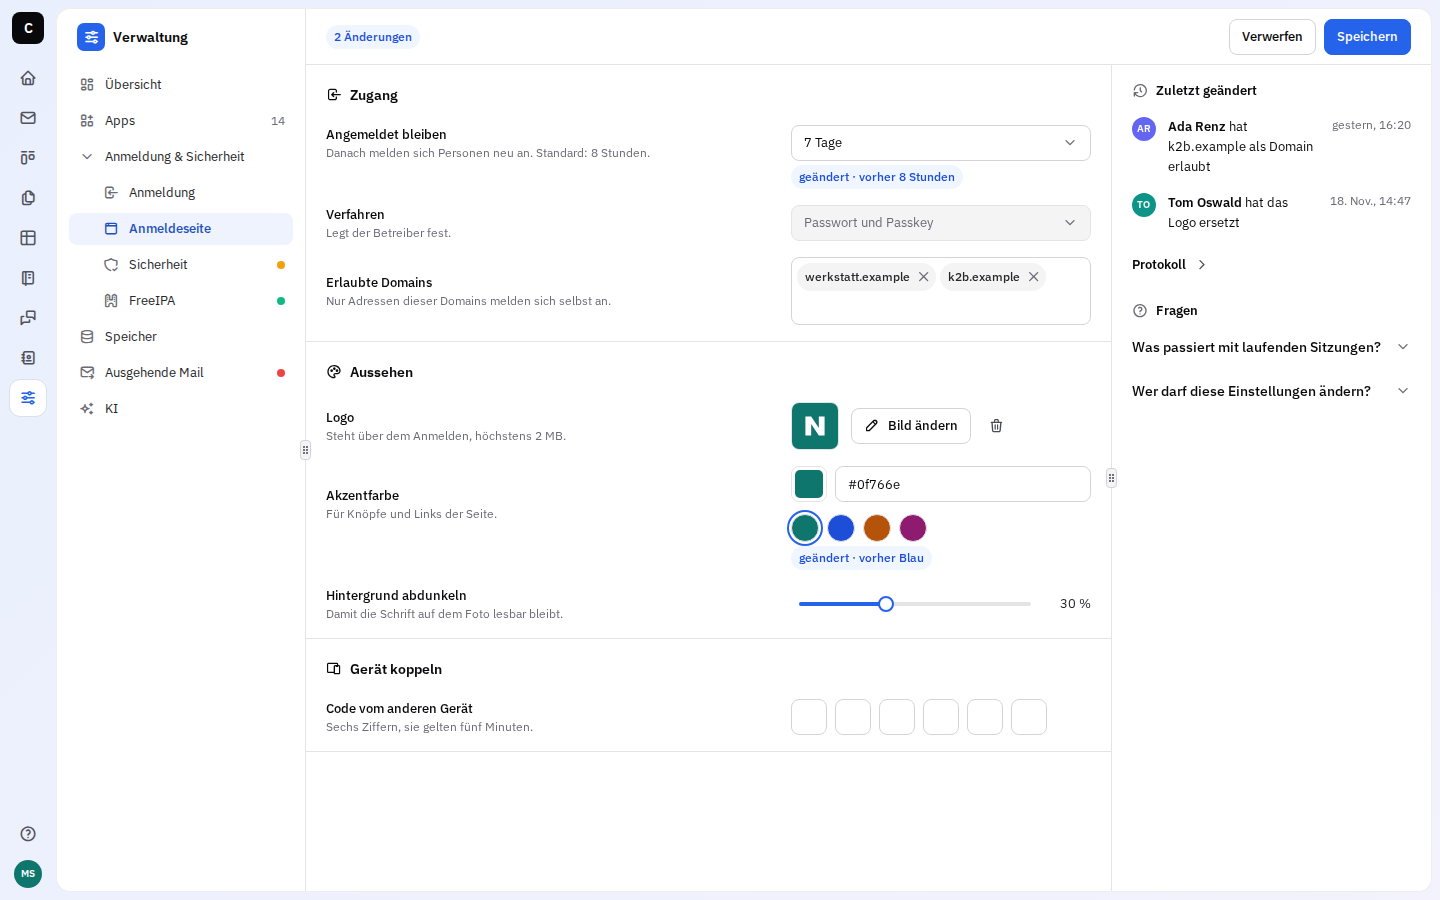 C
Verwaltung
2 Änderungen
Verwerfen
Speichern
Übersicht
Apps
14
Anmeldung & Sicherheit
Anmeldung
Anmeldeseite
Sicherheit
FreeIPA
Speicher
Ausgehende Mail
KI
MS
Zugang
Angemeldet bleiben
Danach melden sich Personen neu an. Standard: 8 Stunden.
7 Tage
geändert · vorher 8 Stunden
Verfahren
Legt der Betreiber fest.
Passwort und Passkey
Erlaubte Domains
Nur Adressen dieser Domains melden sich selbst an.
werkstatt.example
k2b.example
Aussehen
Logo
Steht über dem Anmelden, höchstens 2 MB.
N
Bild ändern
Akzentfarbe
Für Knöpfe und Links der Seite.
#0f766e
geändert · vorher Blau
Hintergrund abdunkeln
Damit die Schrift auf dem Foto lesbar bleibt.
30 %
Gerät koppeln
Code vom anderen Gerät
Sechs Ziffern, sie gelten fünf Minuten.
Zuletzt geändert
AR
Ada Renz hat
k2b.example als Domain
erlaubt
gestern, 16:20
TO
Tom Oswald hat das
Logo ersetzt
18. Nov., 14:47
Protokoll
Fragen
Was passiert mit laufenden Sitzungen?
Wer darf diese Einstellungen ändern?